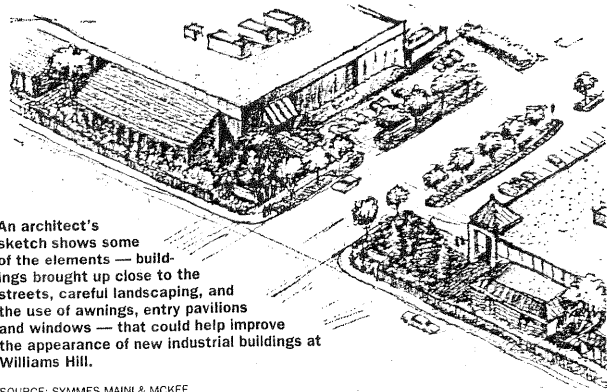 An architect's
sketch shows some
of the elements — build-
ings brought up close to the
streets, careful landscaping, and
the use of awnings, entry pavilions
and windows — that could help improve
the appearance of new industrial buildings at
Williams Hill.
SOURCE: SYMMES MAINI & MCKEE